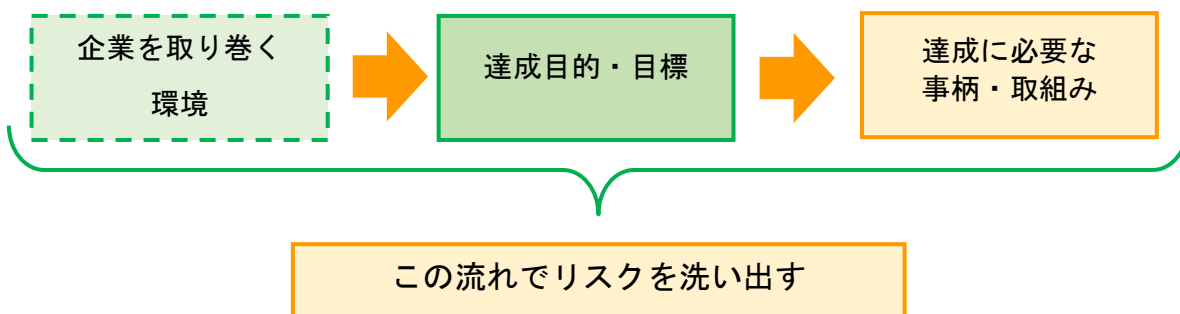 企業を取り巻く
環境
達成目的・目標
達成に必要な
事柄・取組み
この流れでリスクを洗い出す